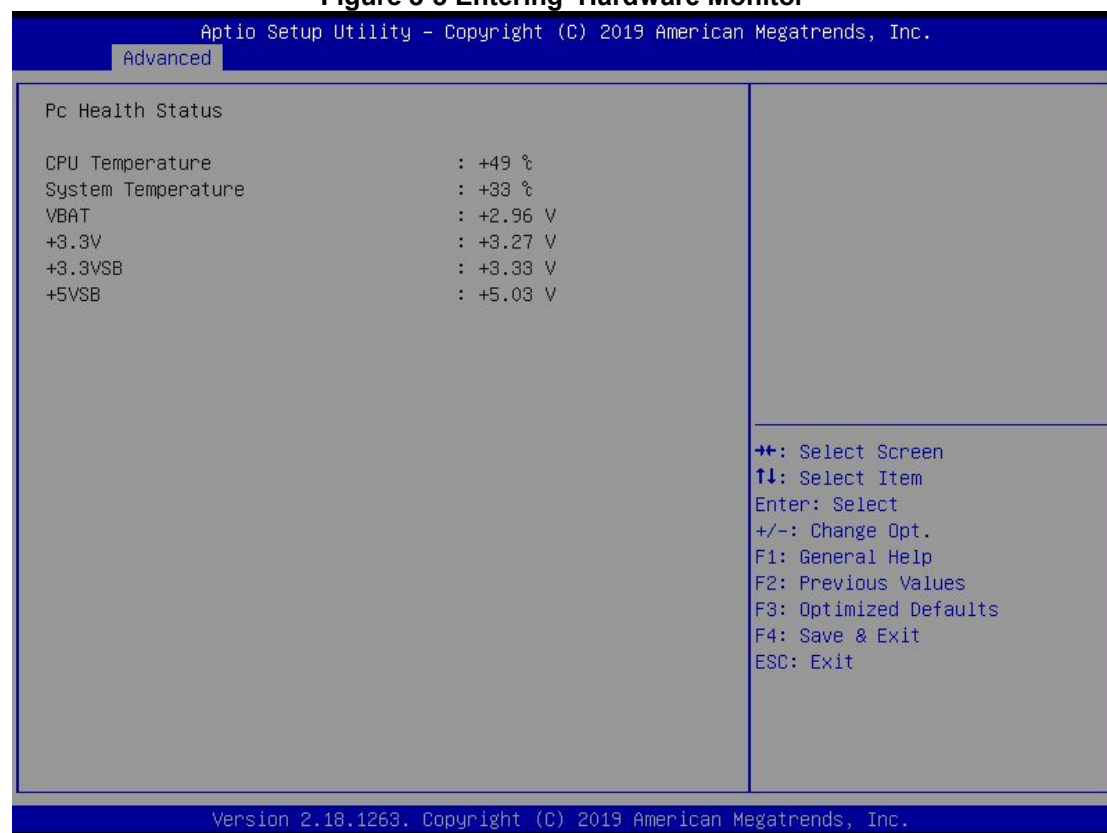 Figure 3-3 Entering Hardware Monitor
Aptio Setup Utility – Copyright (C) 2019 American Megatrends, Inc.
Advanced
Pc Health Status
CPU Temperature : +49 ℃
System Temperature : +33 ℃
VBAT : +2.96 V
+3.3V : +3.27 V
+3.3VSB : +3.33 V
+5VSB : +5.03 V
→←: Select Screen
↑↓: Select Item
Enter: Select
+/-: Change Opt.
F1: General Help
F2: Previous Values
F3: Optimized Defaults
F4: Save & Exit
ESC: Exit
Version 2.18.1263. Copyright (C) 2019 American Megatrends, Inc.